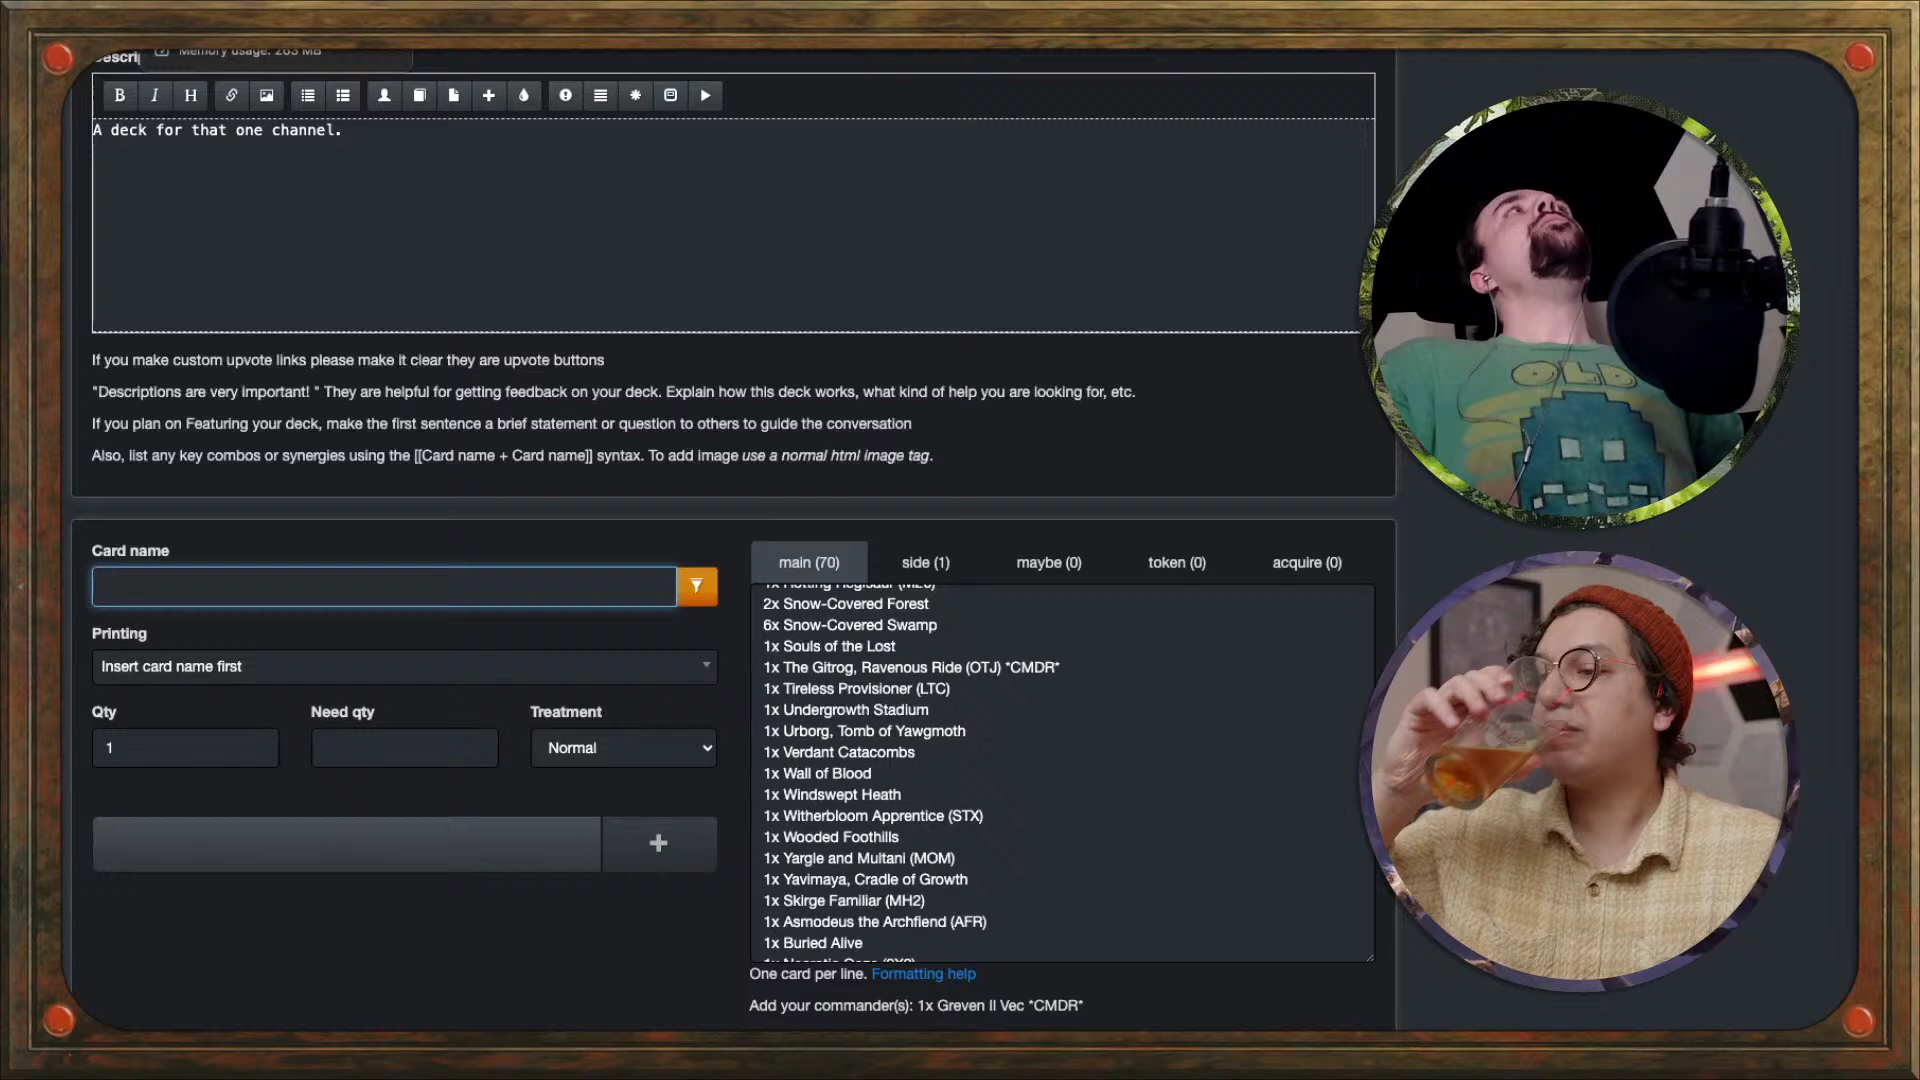 Memory usage: 263 MB
B I H
A deck for that one channel.
If you make custom upvote links please make it clear they are upvote buttons
"Descriptions are very important! " They are helpful for getting feedback on your deck. Explain how this deck works, what kind of help you are looking for, etc.
If you plan on Featuring your deck, make the first sentence a brief statement or question to others to guide the conversation
Also, list any key combos or synergies using the [[Card name + Card name]] syntax. To add image use a normal html image tag.
Card name
Printing
Insert card name first
Qty
Need qty
Treatment
1
Normal
main (70)
side (1)
maybe (0)
token (0)
acquire (0)
2x Snow-Covered Forest
6x Snow-Covered Swamp
1x Souls of the Lost
1x The Gitrog, Ravenous Ride (OTJ) *CMDR*
1x Tireless Provisioner (LTC)
1x Undergrowth Stadium
1x Urborg, Tomb of Yawgmoth
1x Verdant Catacombs
1x Wall of Blood
1x Windswept Heath
1x Witherbloom Apprentice (STX)
1x Wooded Foothills
1x Yargle and Multani (MOM)
1x Yavimaya, Cradle of Growth
1x Skirge Familiar (MH2)
1x Asmodeus the Archfiend (AFR)
1x Buried Alive
One card per line. Formatting help
Add your commander(s): 1x Greven Il Vec *CMDR*
OLD